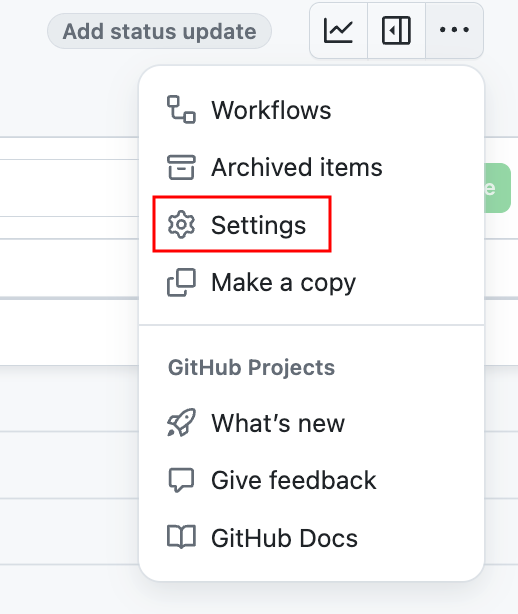 Add status update
Workflows
Archived items
Settings
Make a copy
GitHub Projects
What’s new
Give feedback
GitHub Docs